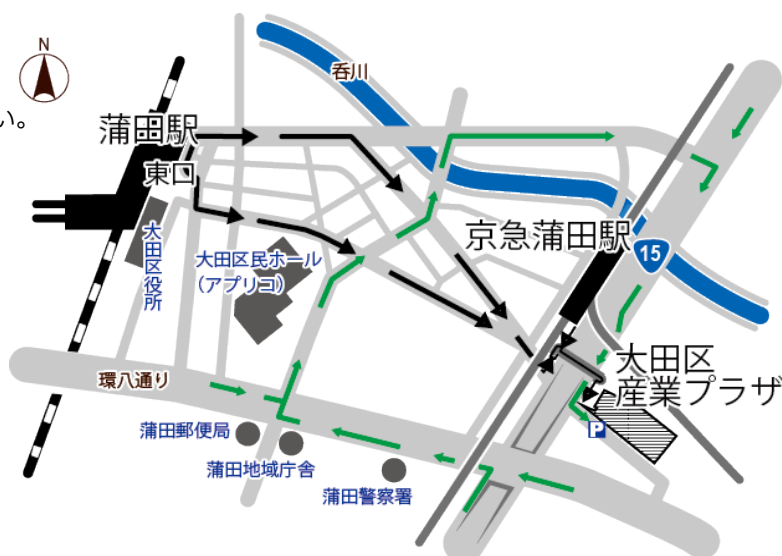 N
い。
呑川
蒲田駅
東口
大田区役所
大田区民ホール
（アプリコ）
京急蒲田駅
15
大田区
産業プラザ
P
環八通り
蒲田郵便局
蒲田地域庁舎
蒲田警察署